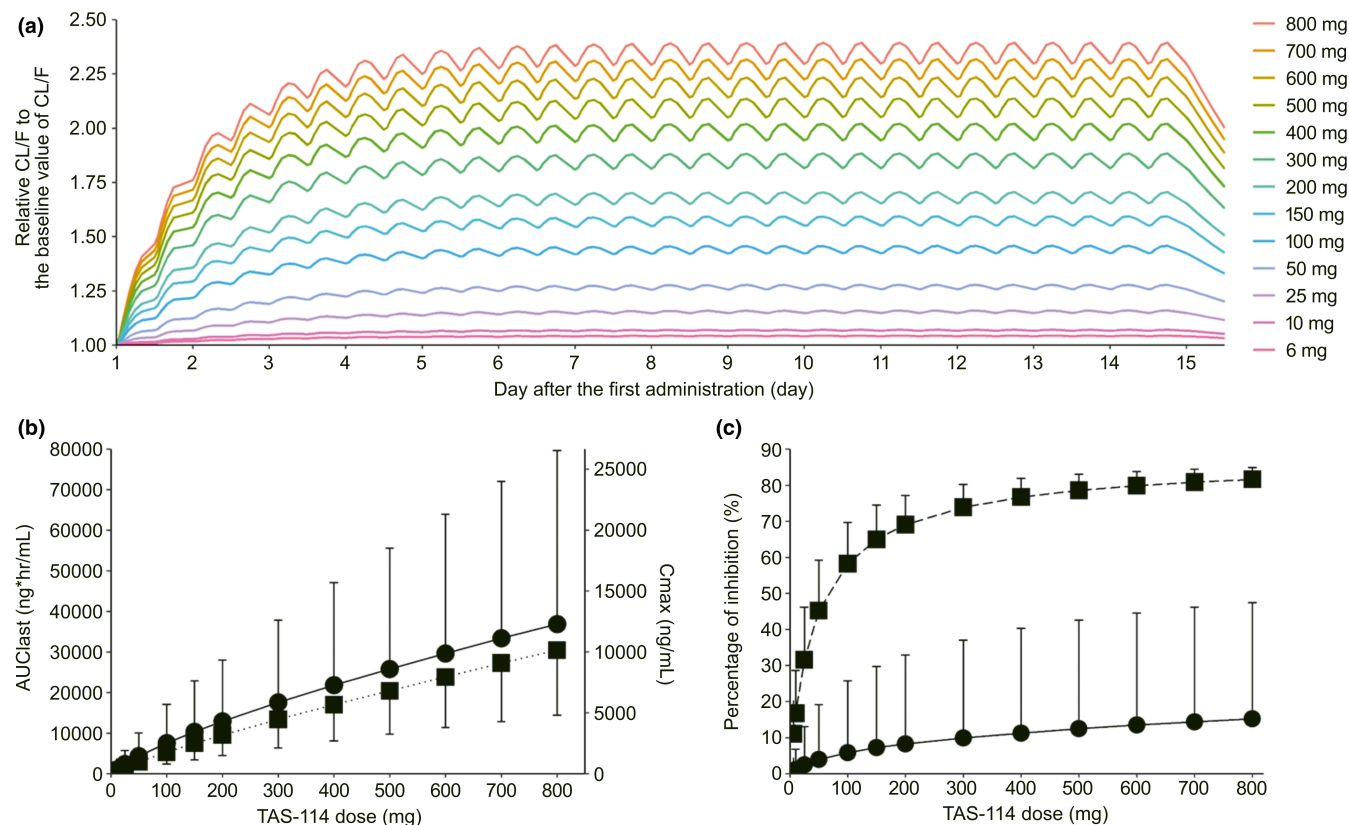 (a)
Relative CL/F to
the baseline value of CL/F
2.50
2.25
2.00
1.75
1.50
1.25
1.00
1 2 3 4 5 6 7 8 9 10 11 12 13 14 15
Day after the first administration (day)
800 mg
700 mg
600 mg
500 mg
400 mg
300 mg
200 mg
150 mg
100 mg
50 mg
25 mg
10 mg
6 mg
(b)
AUClast (ng*hr/mL)
80000
70000
60000
50000
40000
30000
20000
10000
0
25000
20000
15000
10000
5000
0
Cmax (ng/mL)
0 100 200 300 400 500 600 700 800
TAS-114 dose (mg)
(c)
Percentage of inhibition (%)
90
80
70
60
50
40
30
20
10
0
0 100 200 300 400 500 600 700 800
TAS-114 dose (mg)